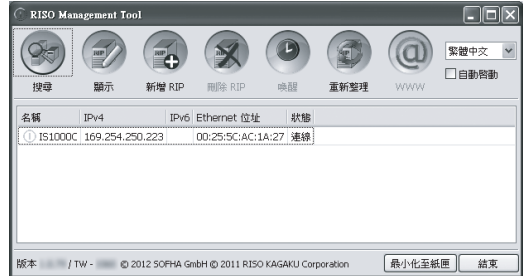 RISO Management Tool
搜尋 顯示 新增 RIP 刪除 RIP 喚醒 重新整理 WWW
繁體中文
自動啓動
名稱 IPv4 IPv6 Ethernet 位址 狀態
IS1000C 169.254.250.223 00:25:5C:AC:1A:27 連線
版本 / TW - © 2012 SOFHA GmbH © 2011 RISO KAGAKU Corporation 最小化至紙匣 結束